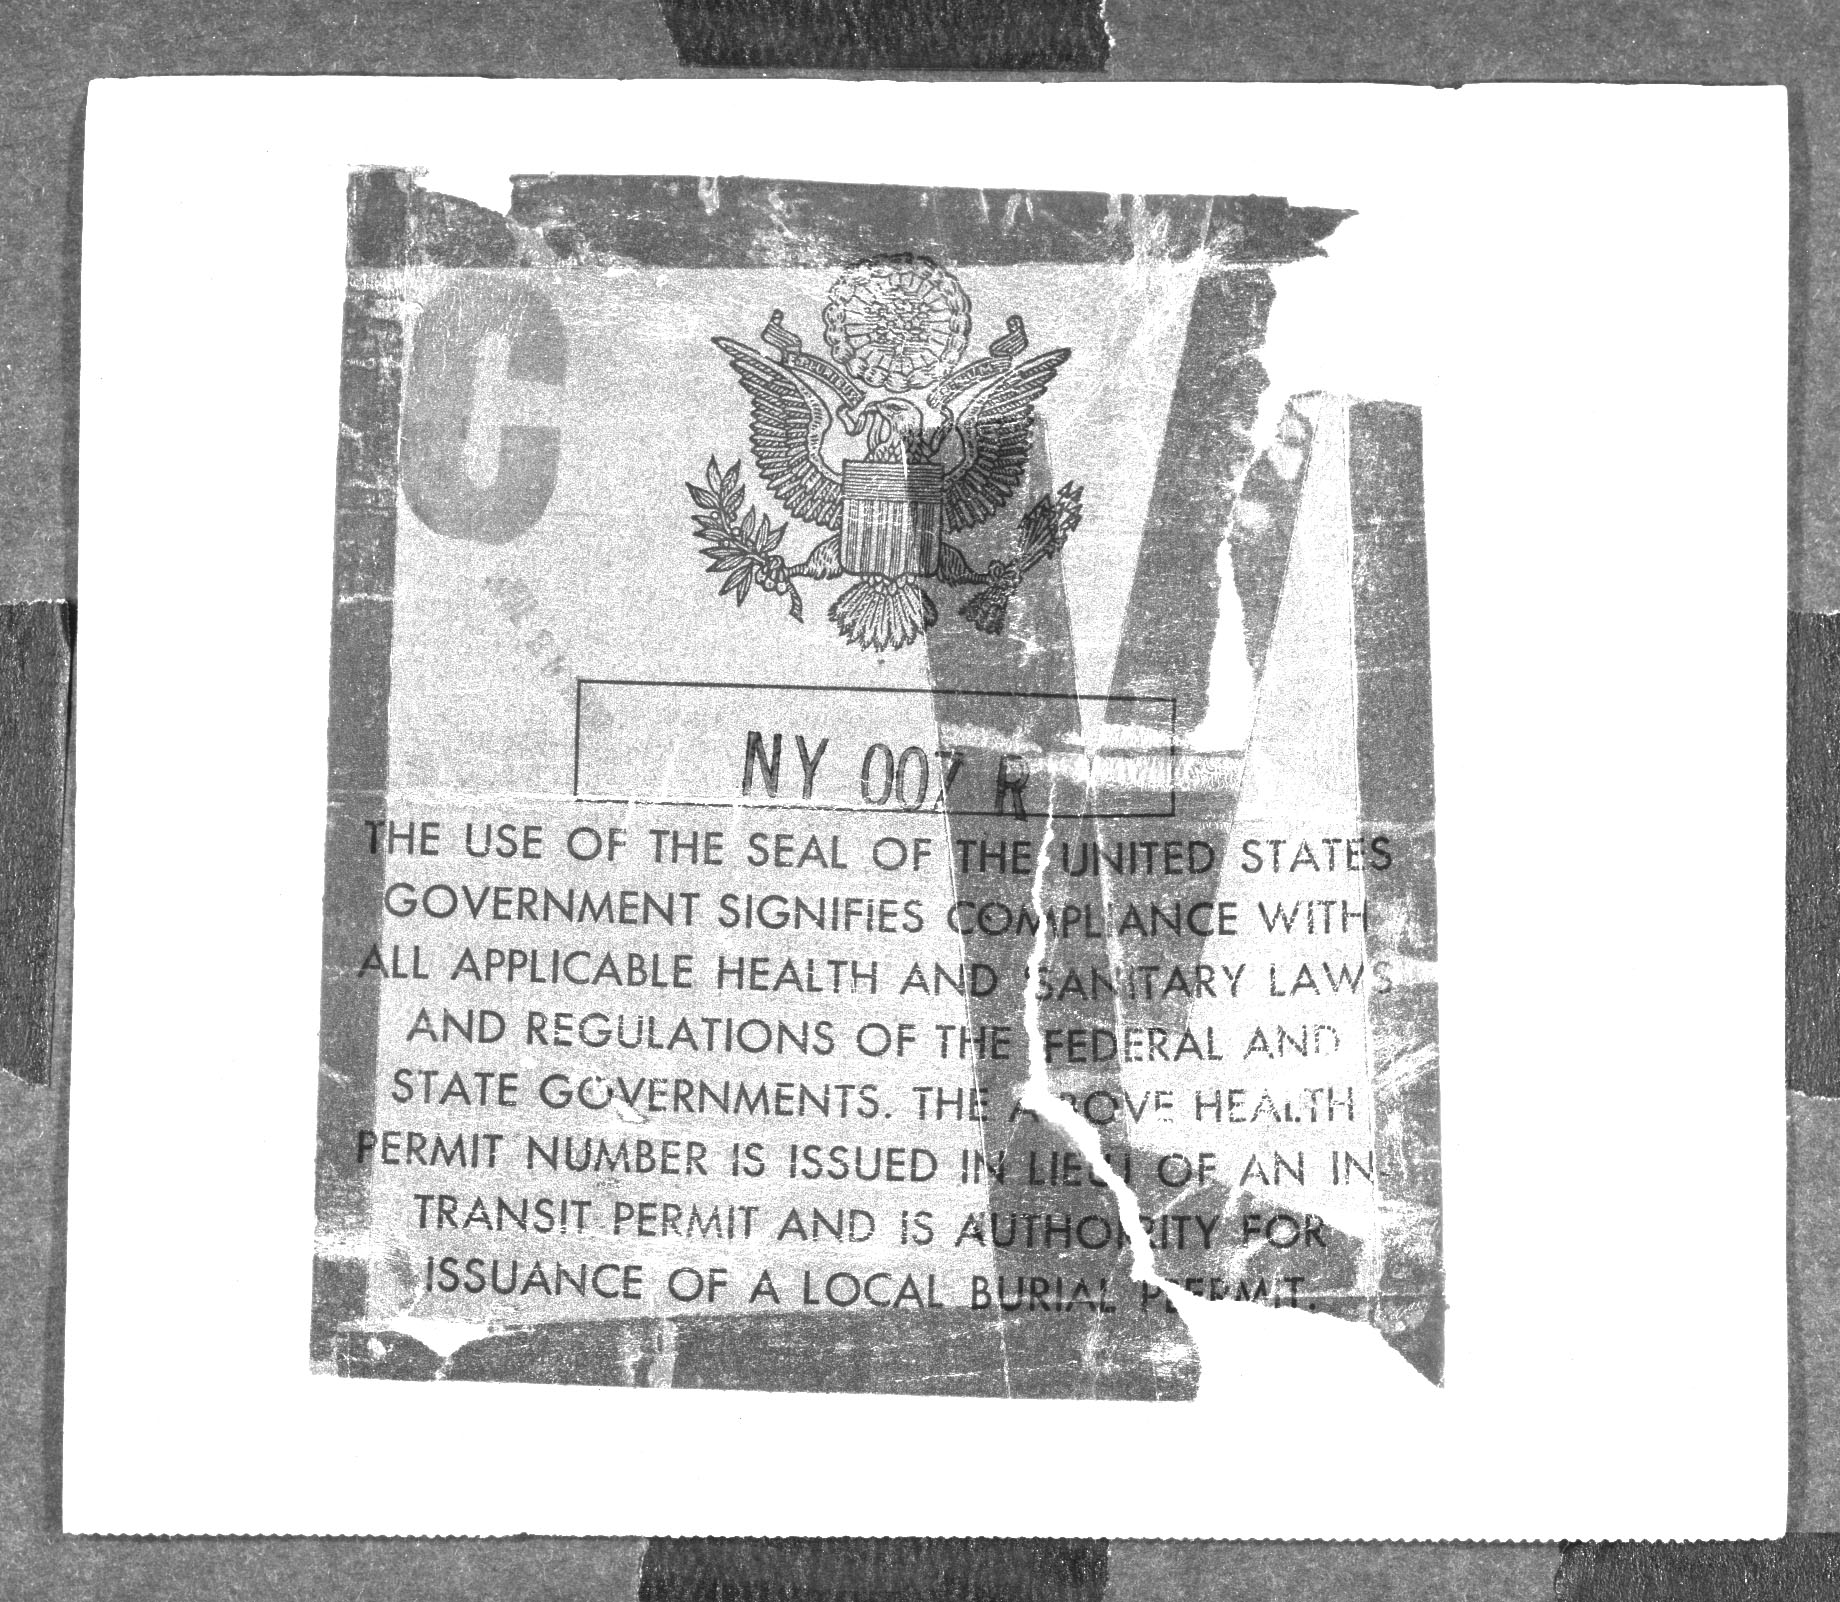 C
NY 007 R
THE USE OF THE SEAL OF THE UNITED STATES
GOVERNMENT SIGNIFIES COMPLIANCE WITH
ALL APPLICABLE HEALTH AND SANITARY LAWS
AND REGULATIONS OF THE FEDERAL AND
STATE GOVERNMENTS. THE ABOVE HEALTH
PERMIT NUMBER IS ISSUED IN LIEU OF AN IN
TRANSIT PERMIT AND IS AUTHORITY FOR
ISSUANCE OF A LOCAL BURIAL PERMIT.